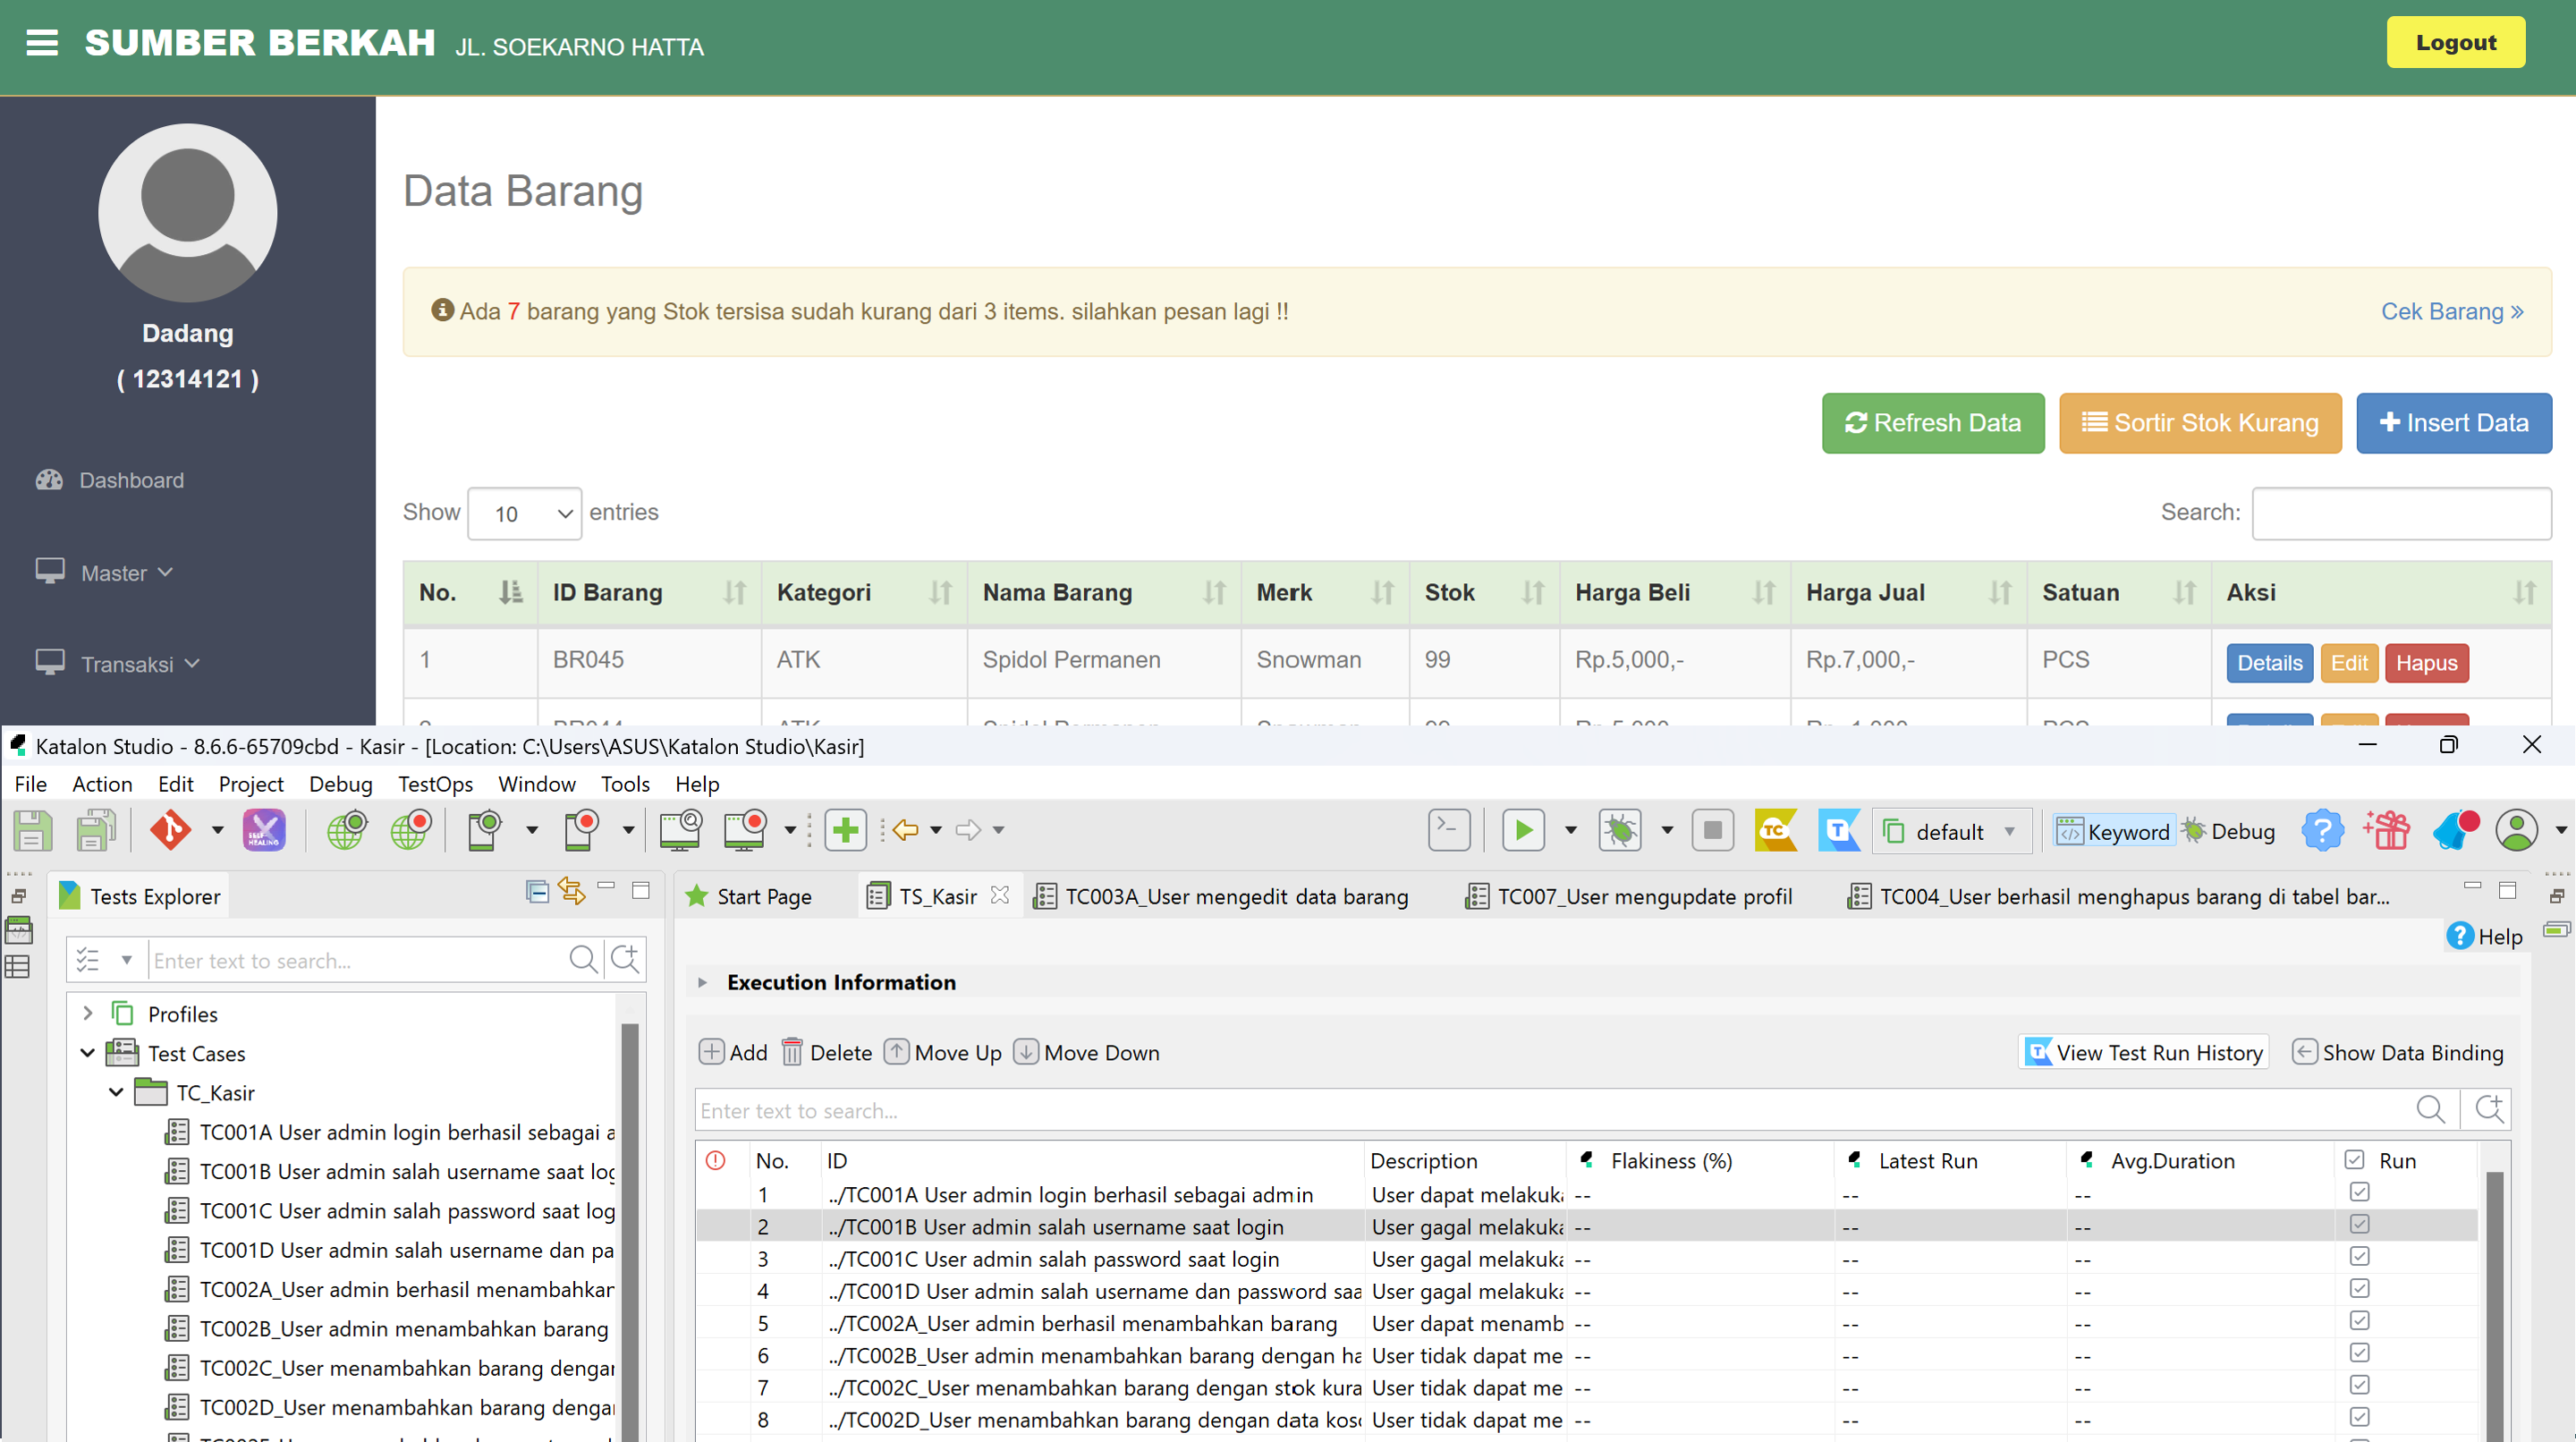 SUMBER BERKAH JL. SOEKARNO HATTA
Logout
Dadang
( 12314121 )
Dashboard
Master
Transaksi
Data Barang
Ada 7 barang yang Stok tersisa sudah kurang dari 3 items. silahkan pesan lagi !!
Cek Barang »
Refresh Data
Sortir Stok Kurang
Insert Data
Show 10 entries
Search:
No. ID Barang Kategori Nama Barang Merk Stok Harga Beli Harga Jual Satuan Aksi
1 BR045 ATK Spidol Permanen Snowman 99 Rp.5,000,- Rp.7,000,- PCS Details Edit Hapus
Katalon Studio - 8.6.6-65709cbd - Kasir - [Location: C:\Users\ASUS\Katalon Studio\Kasir]
File Action Edit Project Debug TestOps Window Tools Help
SELF HEALING
TC
T
default
Keyword
Debug
Tests Explorer
Enter text to search...
Profiles
Test Cases
TC_Kasir
TC001A User admin login berhasil sebagai a
TC001B User admin salah username saat log
TC001C User admin salah password saat log
TC001D User admin salah username dan pa
TC002A_User admin berhasil menambahkan
TC002B_User admin menambahkan barang
TC002C_User menambahkan barang dengan
TC002D_User menambahkan barang dengan
Start Page
TS_Kasir
TC003A_User mengedit data barang
TC007_User mengupdate profil
TC004_User berhasil menghapus barang di tabel bar...
Help
Execution Information
Add Delete Move Up Move Down
View Test Run History
Show Data Binding
Enter text to search...
No. ID Description Flakiness (%) Latest Run Avg.Duration Run
1 ../TC001A User admin login berhasil sebagai admin User dapat melakuka -- -- --
2 ../TC001B User admin salah username saat login User gagal melakuka -- -- --
3 ../TC001C User admin salah password saat login User gagal melakuka -- -- --
4 ../TC001D User admin salah username dan password saa User gagal melakuka -- -- --
5 ../TC002A_User admin berhasil menambahkan barang User dapat menamb -- -- --
6 ../TC002B_User admin menambahkan barang dengan ha User tidak dapat me -- -- --
7 ../TC002C_User menambahkan barang dengan stok kura User tidak dapat me -- -- --
8 ../TC002D_User menambahkan barang dengan data koso User tidak dapat me -- -- --